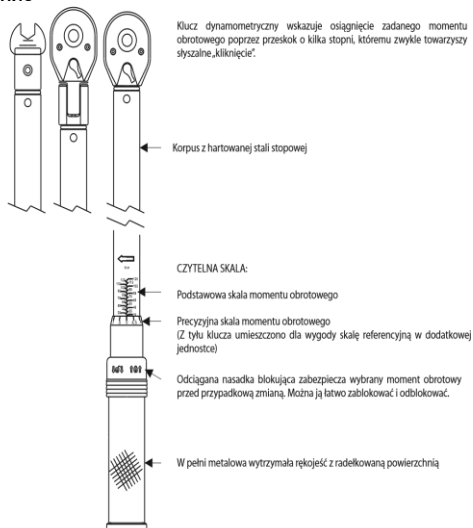 Klucz dynamometryczny wskazuje osiągnięcie zadanego momentu
obrotowego poprzez przeskok o kilka stopni, któremu zwykle towarzyszy
słyszalne „kliknięcie”.
Korpus z hartowanej stali stopowej
CZYTELNA SKALA:
Podstawowa skala momentu obrotowego
Precyzyjna skala momentu obrotowego
(Z tyłu klucza umieszczono dla wygody skalę referencyjną w dodatkowej
jednostce)
Odciągana nasadka blokująca zabezpiecza wybrany moment obrotowy
przed przypadkową zmianą. Można ją łatwo zablokować i odblokować.
W pełni metalowa wytrzymała rękojeść z radełkowaną powierzchnią